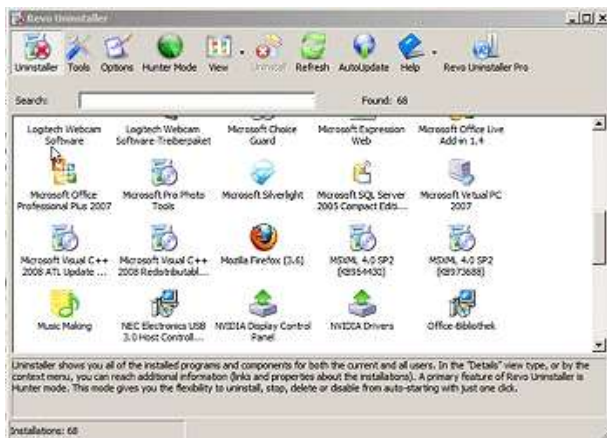 Revo Uninstaller
Uninstaller Tools Options Hunter Mode View Uninstall Refresh AutoUpdate Help Revo Uninstaller Pro
Search: Found: 68
Logitech Webcam Logitech Webcam Microsoft Choice Microsoft Expression Microsoft Office Live
Software Software-Treiberpaket Guard Web Add-in 1.4
Microsoft Office Microsoft Pro Photo Microsoft Silverlight Microsoft SQL Server Microsoft Virtual PC
Professional Plus 2007 Tools 2005 Compact Editi... 2007
Microsoft Visual C++ Microsoft Visual C++ Mozilla Firefox (3.6) MSXML 4.0 SP2 MSXML 4.0 SP2
2008 ATL Update ... 2008 Redistributabl... (KB954430) (KB973688)
Music Making NEC Electronics USB NVIDIA Display Control NVIDIA Drivers Office-Bibliothek
3.0 Host Controll... Panel
Uninstaller shows you all of the installed programs and components for both the current and all users. In the "Details" view type, or by the
context menu, you can reach additional information (links and properties about the installations). A primary feature of Revo Uninstaller is
Hunter mode. This mode gives you the flexibility to uninstall, stop, delete or disable from auto-starting with just one click.
Installations: 68